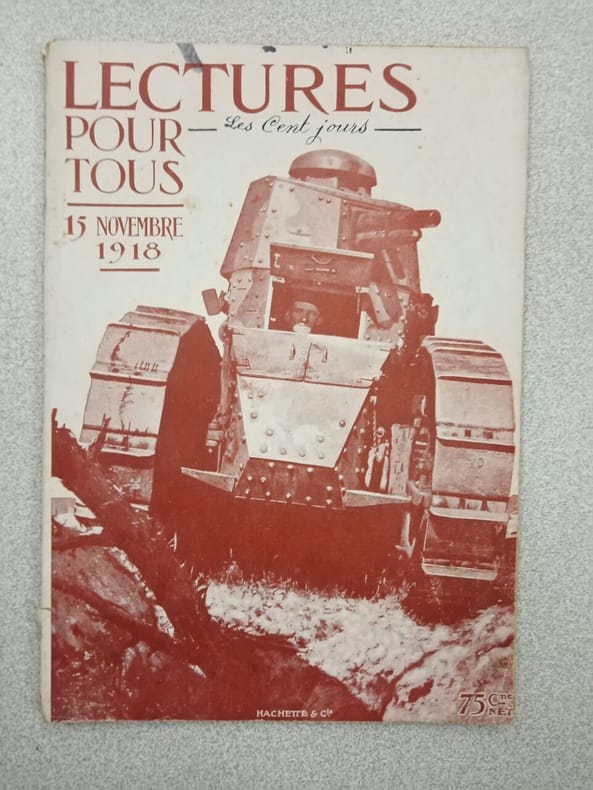 LECTURES
Les Cent jours
POUR
TOUS
15 NOVEMBRE
1918
HACHETTE & Cie
75 Cmes
NET